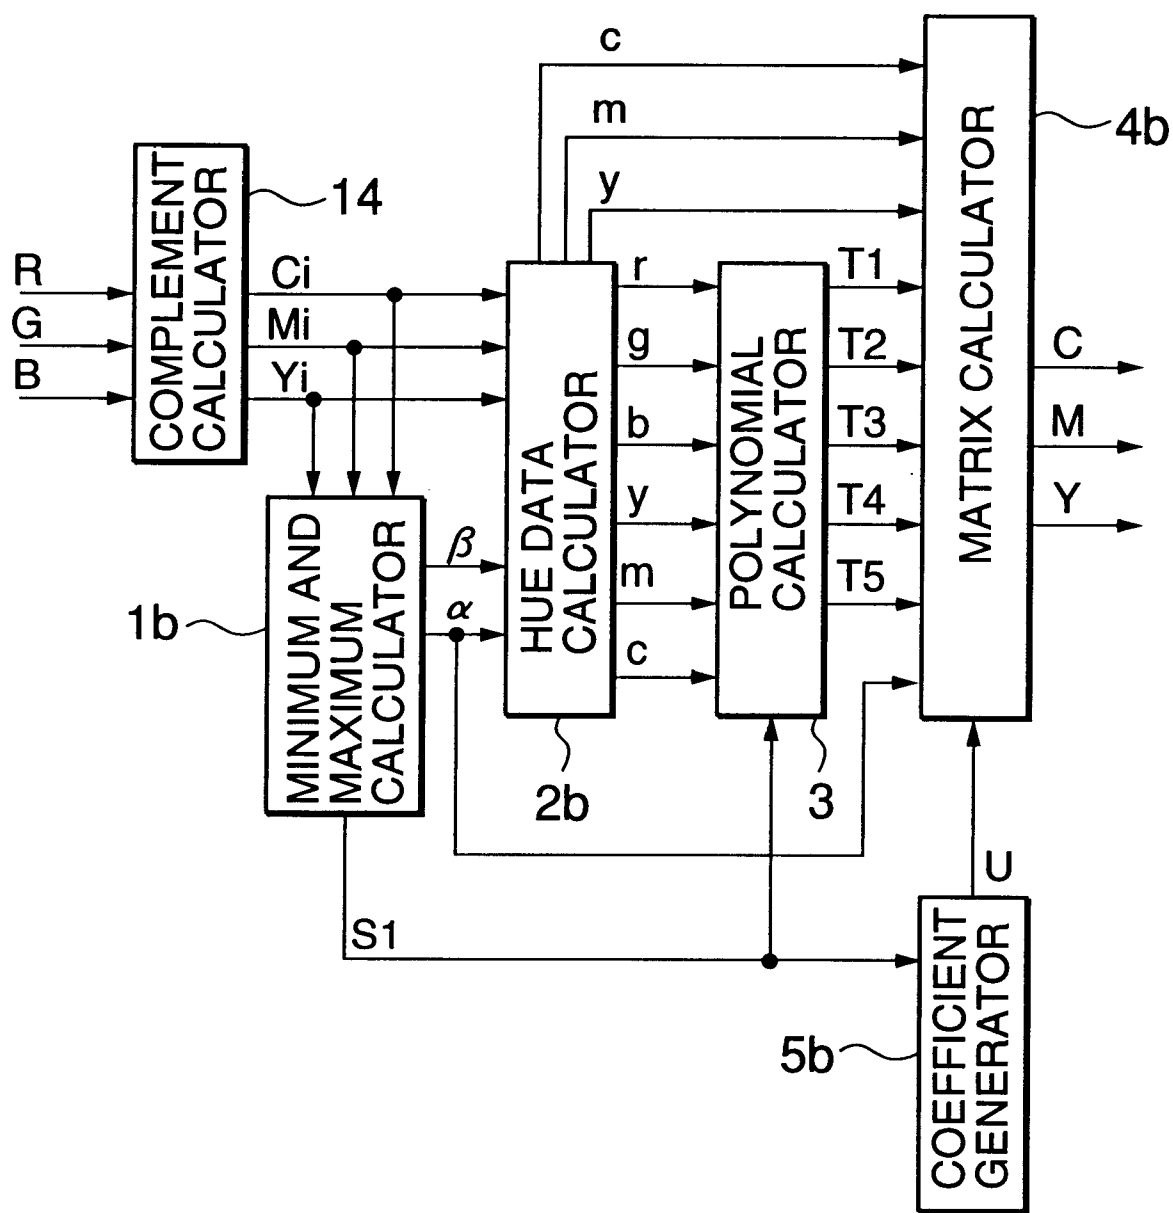 c
m
y
4b
14
COMPLEMENT
CALCULATOR
R
G
B
Ci
Mi
Yi
HUE DATA
CALCULATOR
r
g
b
y
m
c
POLYNOMIAL
CALCULATOR
T1
T2
T3
T4
T5
MATRIX CALCULATOR
C
M
Y
1b
MINIMUM AND
MAXIMUM
CALCULATOR
β
α
2b
3
S1
U
5b
COEFFICIENT
GENERATOR